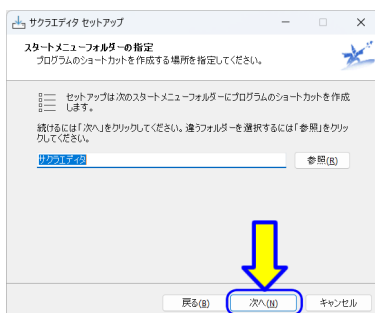 サクラエディタ セットアップ
スタートメニューフォルダーの指定
プログラムのショートカットを作成する場所を指定してください。
セットアップは次のスタートメニューフォルダーにプログラムのショートカットを作成
します。
続けるには「次へ」をクリックしてください。違うフォルダーを選択するには「参照」をクリッ
クしてください。
サクラエディタ
参照(R)
戻る(B)
次へ(N)
キャンセル